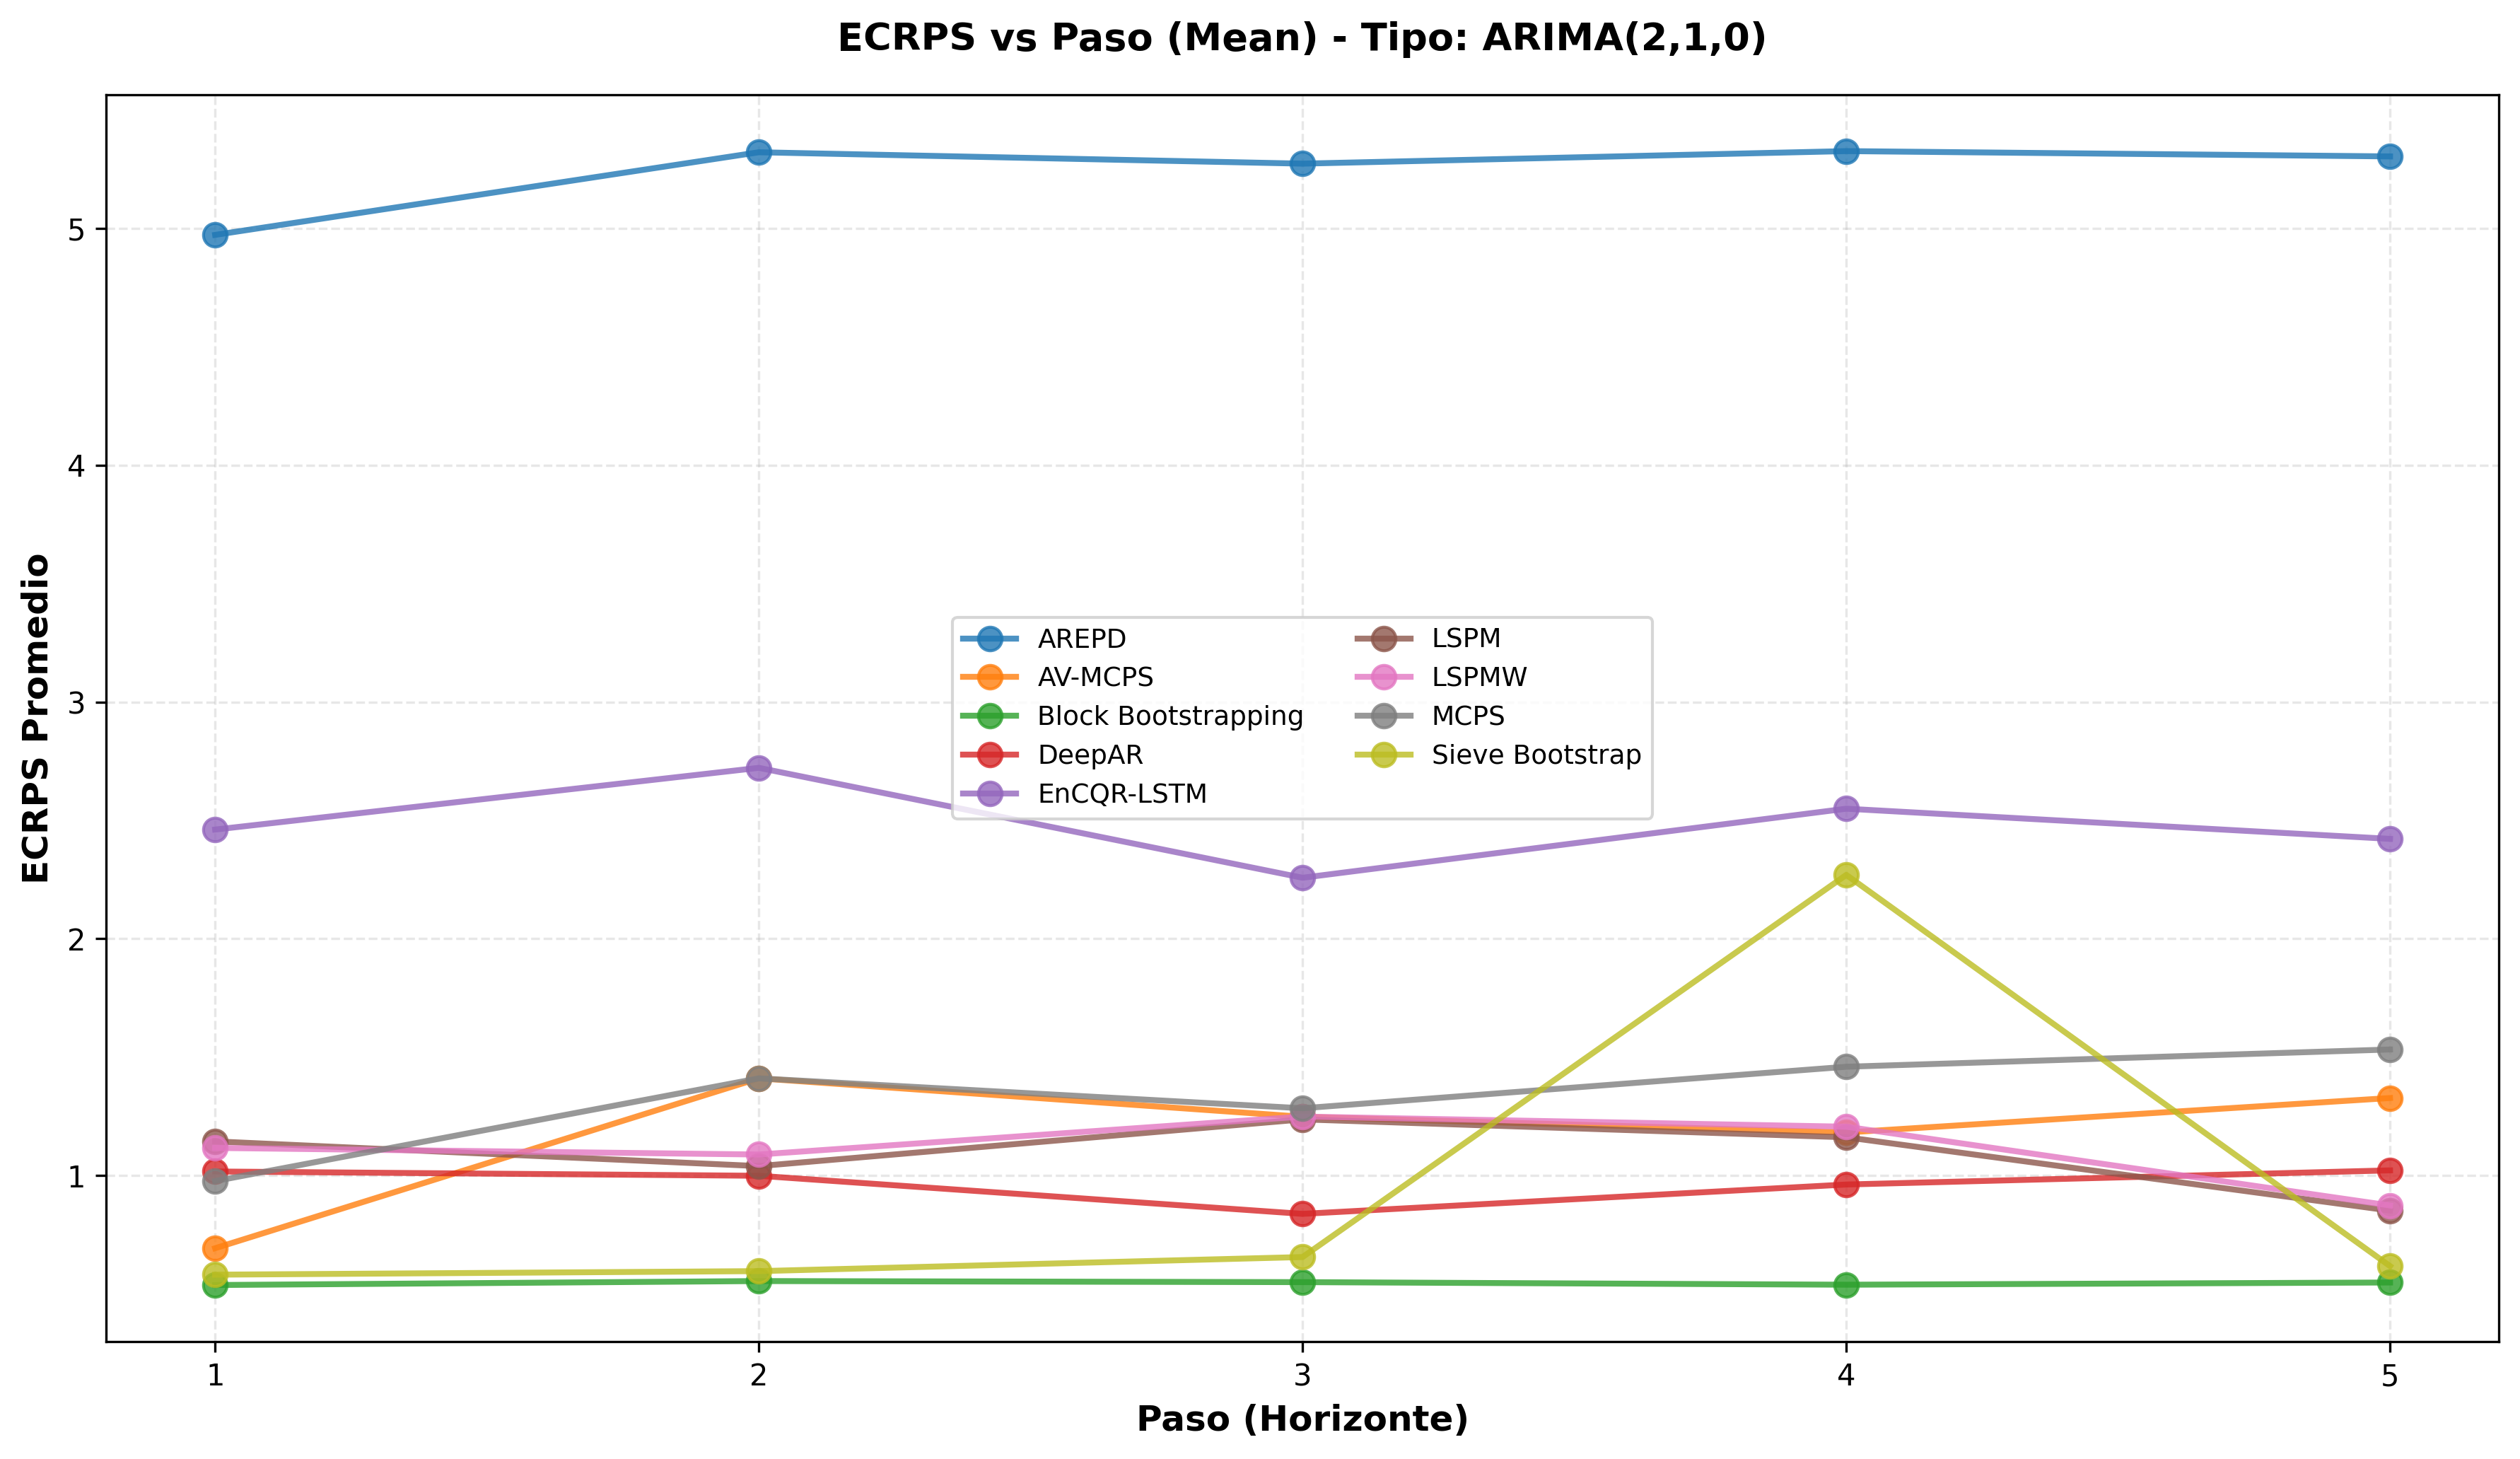 ECRPS vs Paso (Mean) - Tipo: ARIMA(2,1,0)
ECRPS Promedio
5
4
3
2
1
AREPD
AV-MCPS
Block Bootstrapping
DeepAR
EnCQR-LSTM
LSPM
LSPMW
MCPS
Sieve Bootstrap
1 2 3 4 5
Paso (Horizonte)